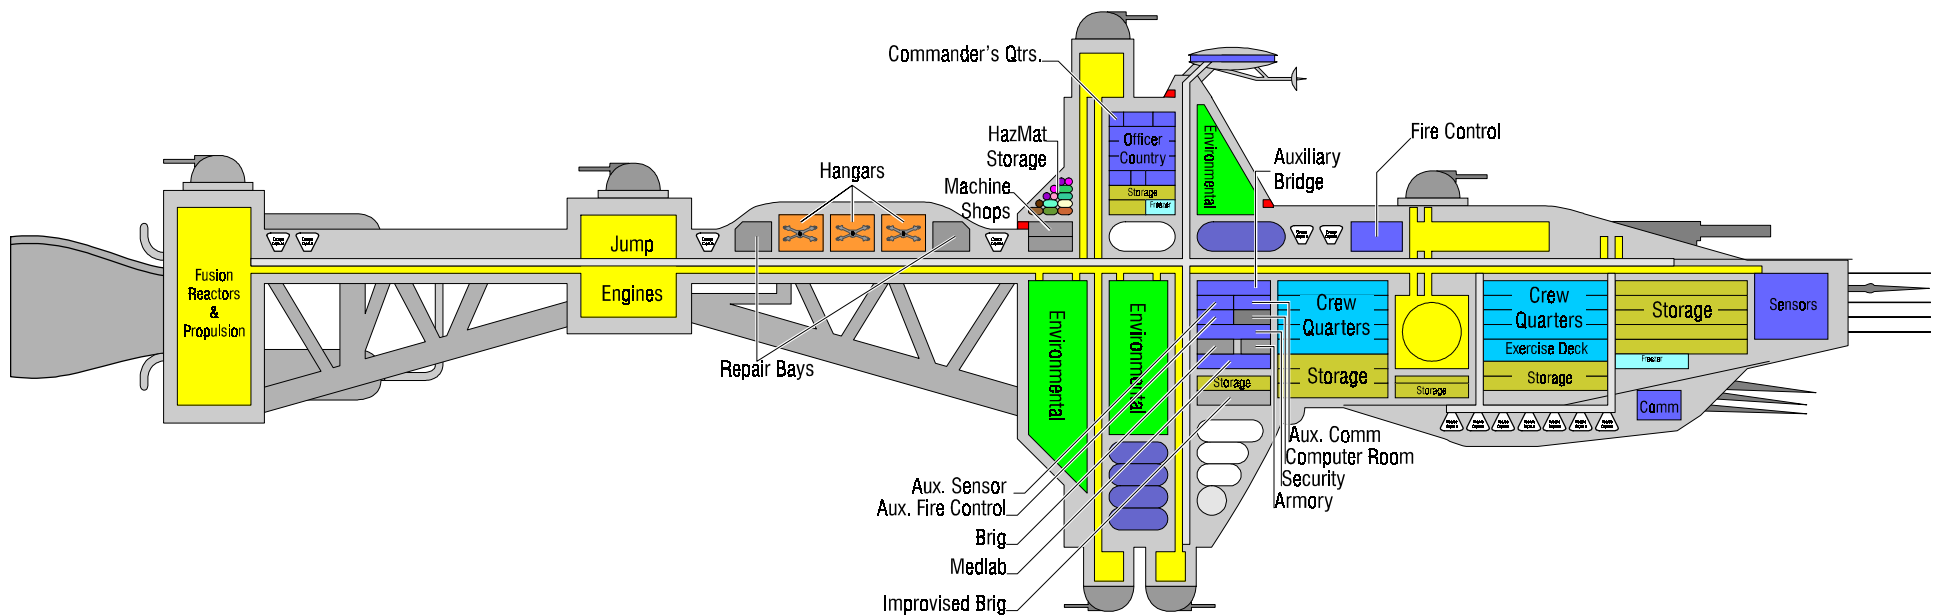 Commander's Qtrs.
HazMat
Storage
Machine
Shops
Hangars
Officer
Country
Storage
Freezer
Environmental
Auxiliary
Bridge
Fire Control
Fusion
Reactors
&
Propulsion
Jump
Engines
Repair Bays
Environmental
Environmental
Storage
Crew
Quarters
Storage
Storage
Crew
Quarters
Exercise Deck
Storage
Storage
Freezer
Sensors
Comm
Aux. Comm
Computer Room
Security
Armory
Aux. Sensor
Aux. Fire Control
Brig
Medlab
Improvised Brig